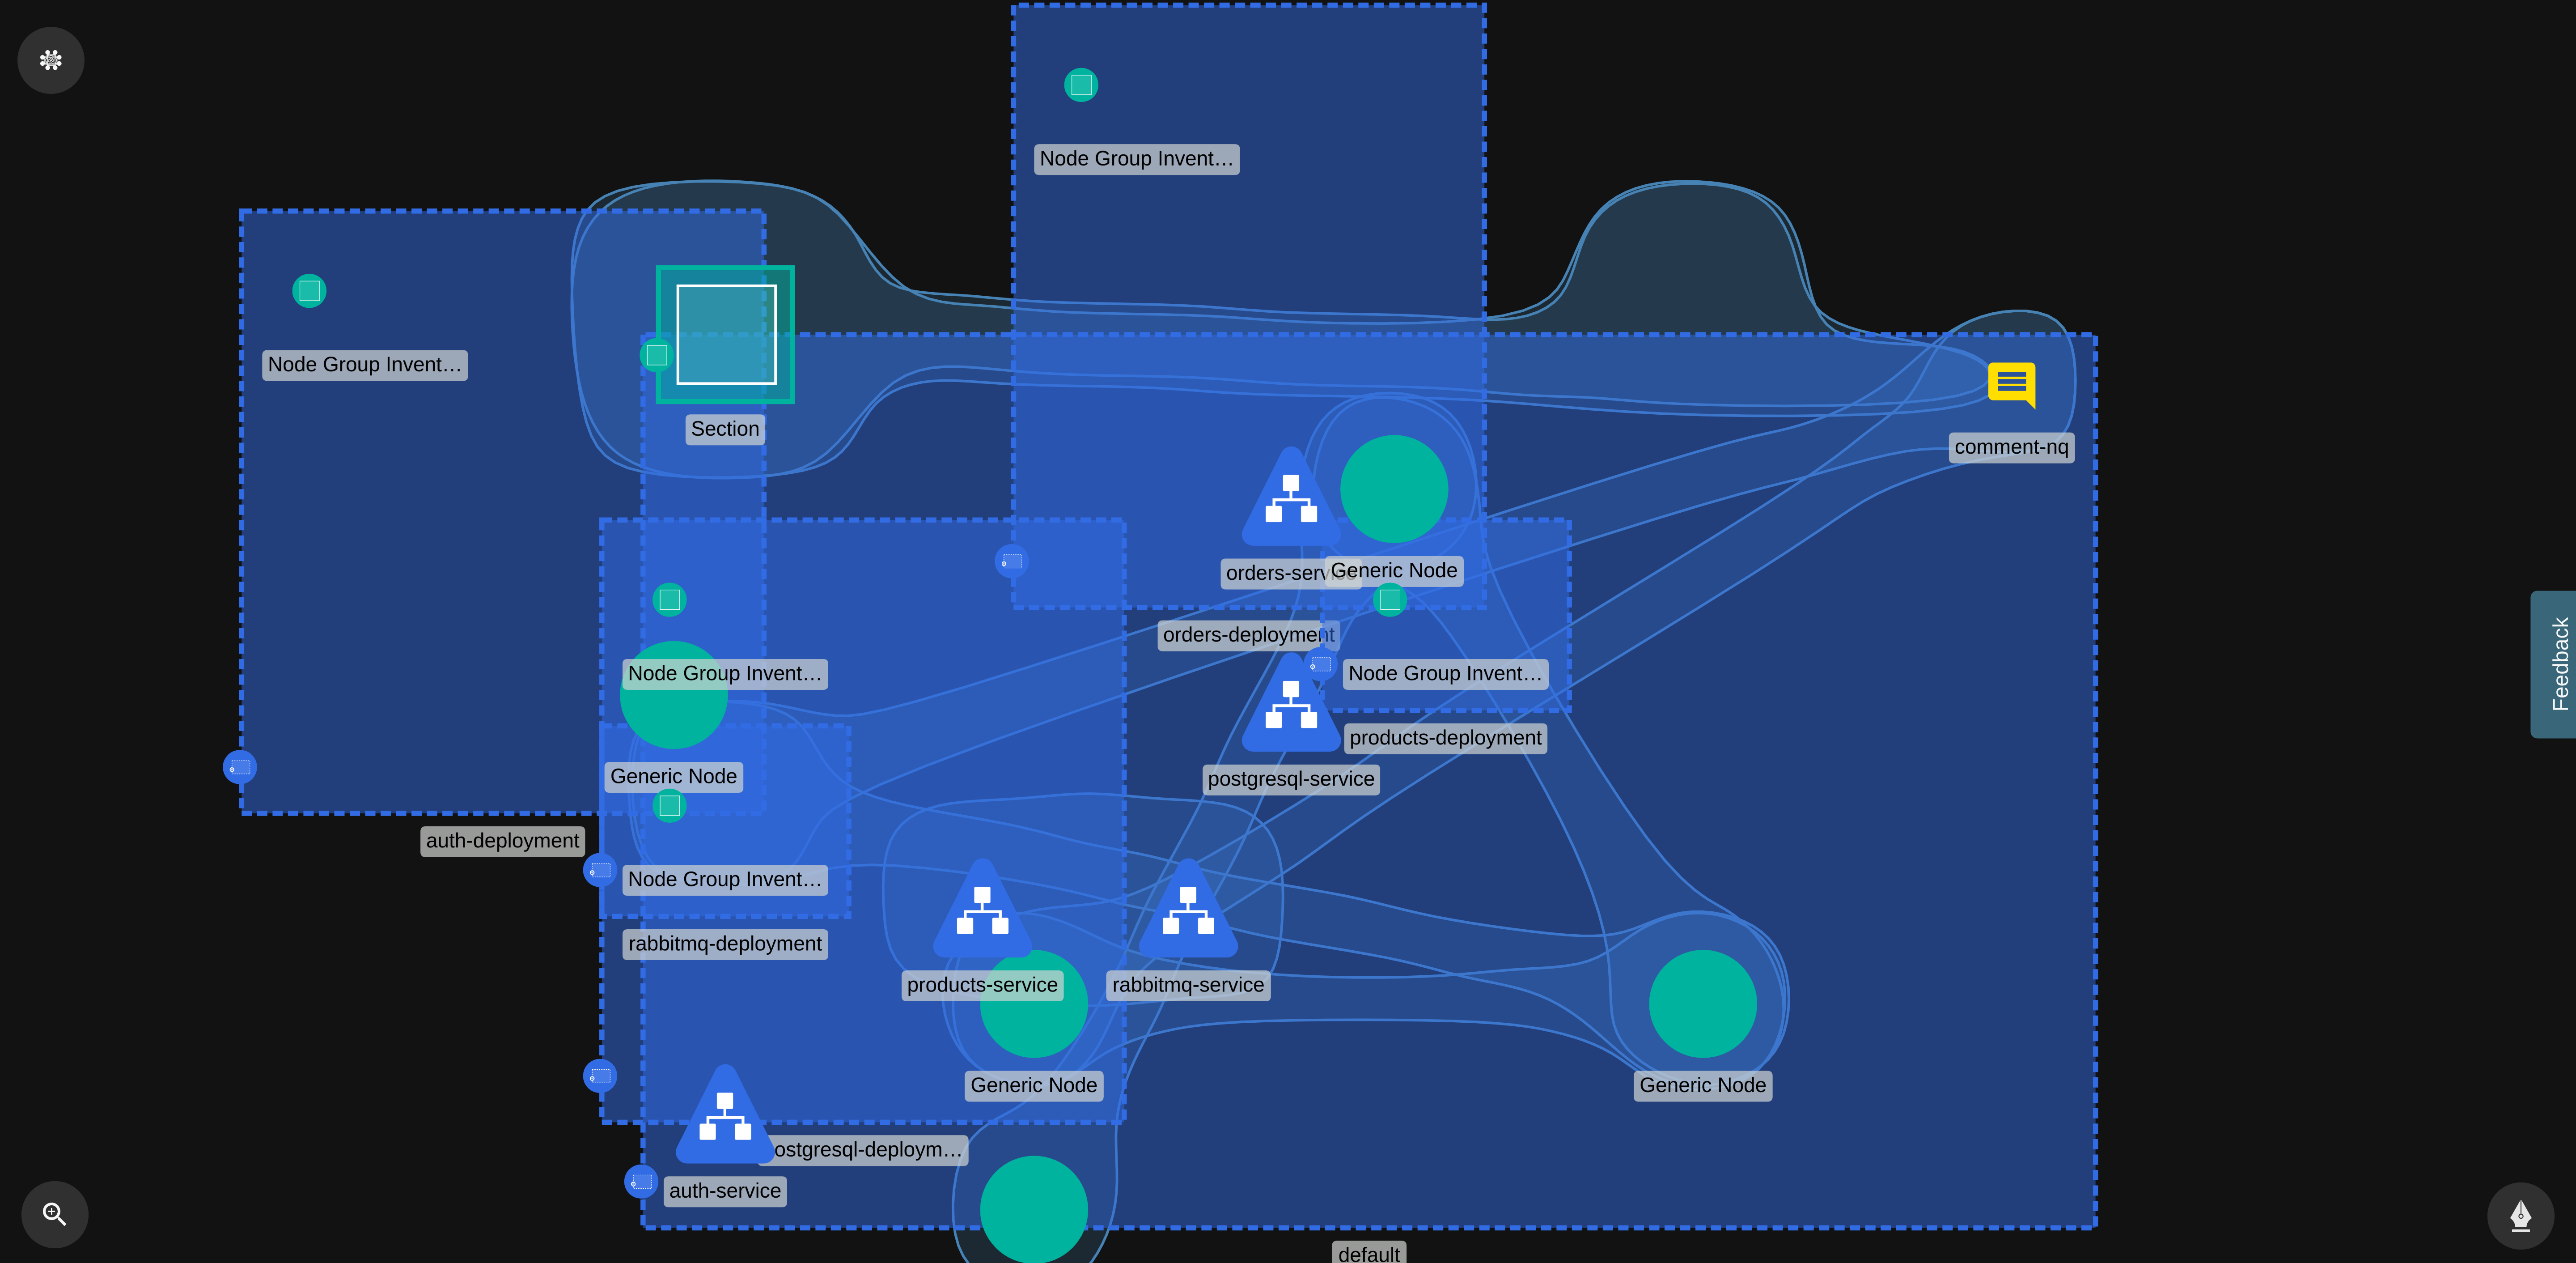 Node Group Invent…
Node Group Invent…
Section
comment-nq
orders-service
Generic Node
orders-deployment
Node Group Invent…
Node Group Invent…
products-deployment
Generic Node
postgresql-service
auth-deployment
Node Group Invent…
rabbitmq-deployment
products-service
rabbitmq-service
Generic Node
Generic Node
ostgresql-deploym…
auth-service
default
Feedback